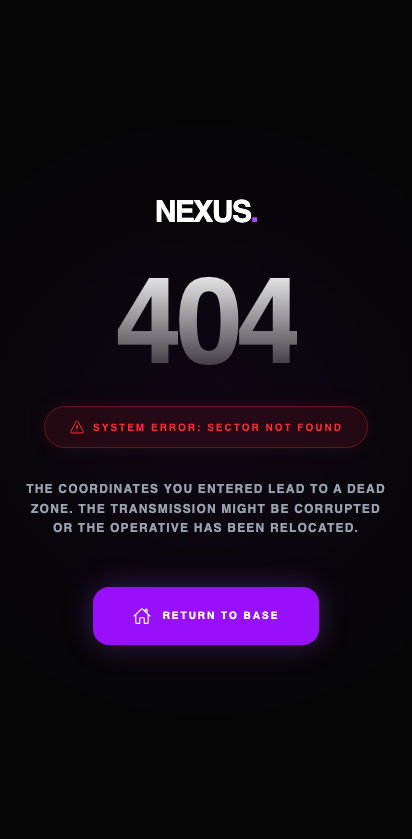 NEXUS.
404
SYSTEM ERROR: SECTOR NOT FOUND
THE COORDINATES YOU ENTERED LEAD TO A DEAD
ZONE. THE TRANSMISSION MIGHT BE CORRUPTED
OR THE OPERATIVE HAS BEEN RELOCATED.
RETURN TO BASE